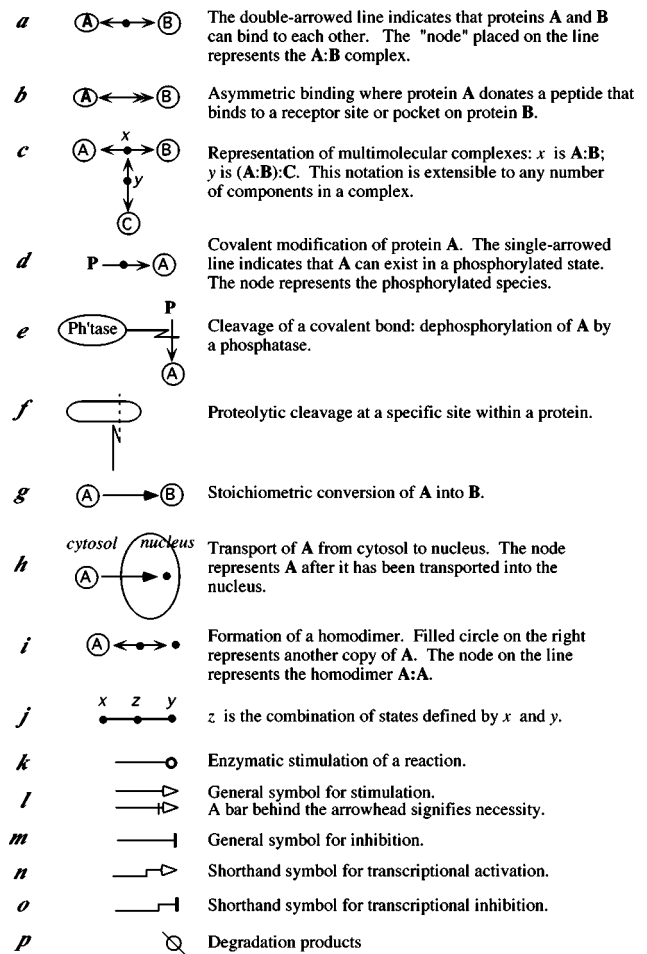 a A B The double-arrowed line indicates that proteins A and B
can bind to each other. The "node" placed on the line
represents the A:B complex.
b A B Asymmetric binding where protein A donates a peptide that
binds to a receptor site or pocket on protein B.
c A x B Representation of multimolecular complexes: x is A:B;
y y is (A:B):C. This notation is extensible to any number
C of components in a complex.
d P A Covalent modification of protein A. The single-arrowed
line indicates that A can exist in a phosphorylated state.
The node represents the phosphorylated species.
P
e Ph'tase Cleavage of a covalent bond: dephosphorylation of A by
A a phosphatase.
f Proteolytic cleavage at a specific site within a protein.
g A B Stoichiometric conversion of A into B.
cytosol nucleus Transport of A from cytosol to nucleus. The node
h A represents A after it has been transported into the
nucleus.
i A Formation of a homodimer. Filled circle on the right
represents another copy of A. The node on the line
represents the homodimer A:A.
x z y
j z is the combination of states defined by x and y.
k Enzymatic stimulation of a reaction.
l General symbol for stimulation.
A bar behind the arrowhead signifies necessity.
m General symbol for inhibition.
n Shorthand symbol for transcriptional activation.
o Shorthand symbol for transcriptional inhibition.
p Degradation products